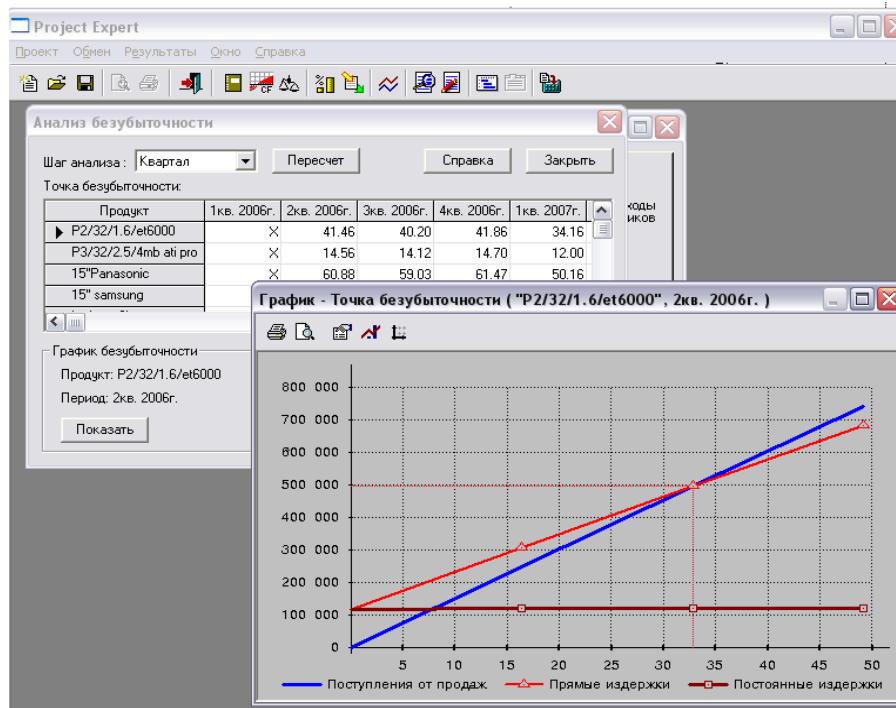 Project Expert
Проект Обмен Результаты Окно Справка
CF
Анализ безубыточности
Шаг анализа : Квартал Пересчет Справка Закрыть
Точка безубыточности:
Продукт 1кв. 2006г. 2кв. 2006г. 3кв. 2006г. 4кв. 2006г. 1кв. 2007г.
P2/32/1.6/et6000 X 41.46 40.20 41.86 34.16
P3/32/2.5/4mb ati pro X 14.56 14.12 14.70 12.00
15"Panasonic X 60.88 59.03 61.47 50.16
15" samsung
График - Точка безубыточности ( "P2/32/1.6/et6000", 2кв. 2006г. )
График безубыточности
Продукт: P2/32/1.6/et6000
Период: 2кв. 2006г.
Показать
800 000
700 000
600 000
500 000
400 000
300 000
200 000
100 000
0
5 10 15 20 25 30 35 40 45 50
Поступления от продаж Прямые издержки Постоянные издержки